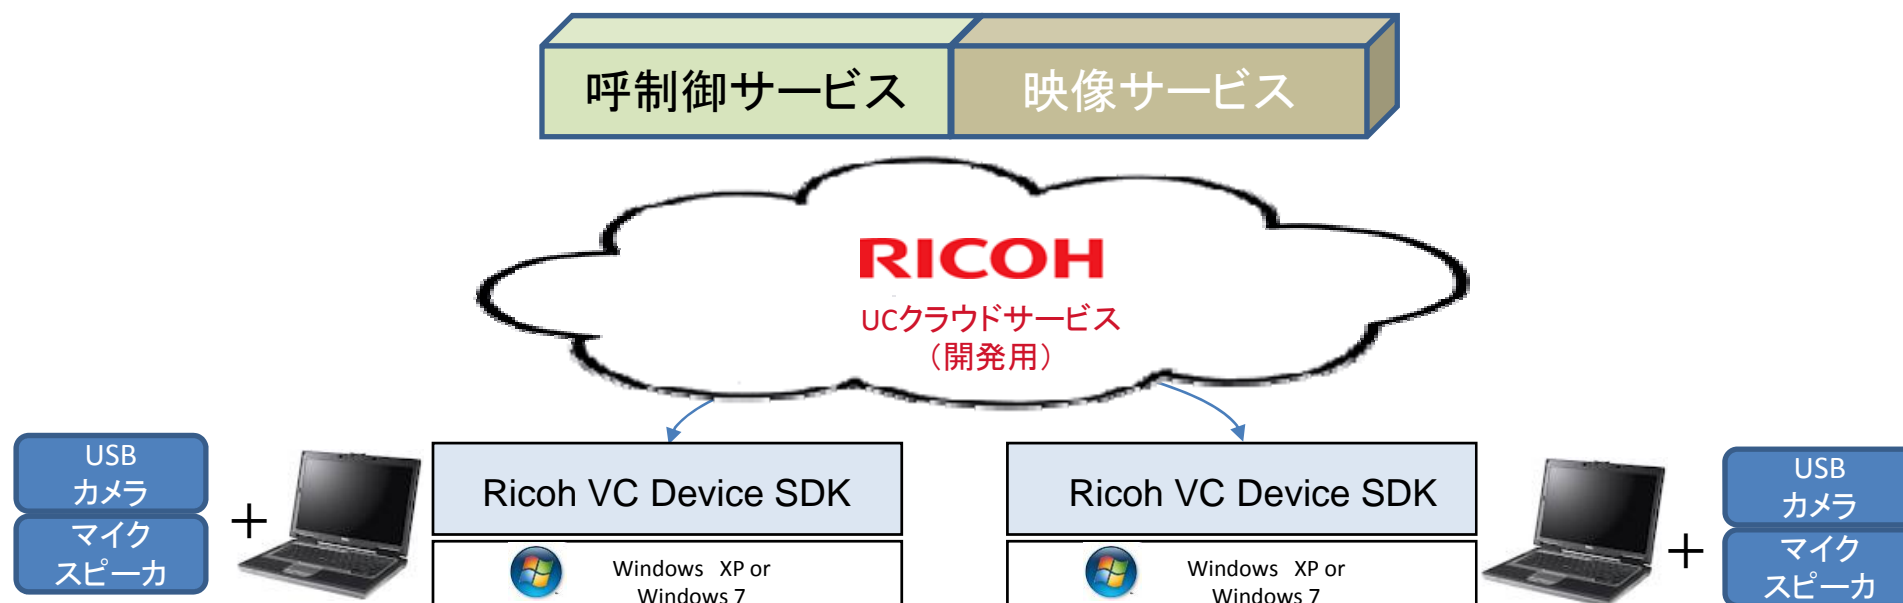 呼制御サービス
映像サービス
RICOH
UCクラウドサービス
（開発用）
USB
カメラ
マイク
スピーカ
+
Ricoh VC Device SDK
Windows XP or
Windows 7
Ricoh VC Device SDK
Windows XP or
Windows 7
+
USB
カメラ
マイク
スピーカ